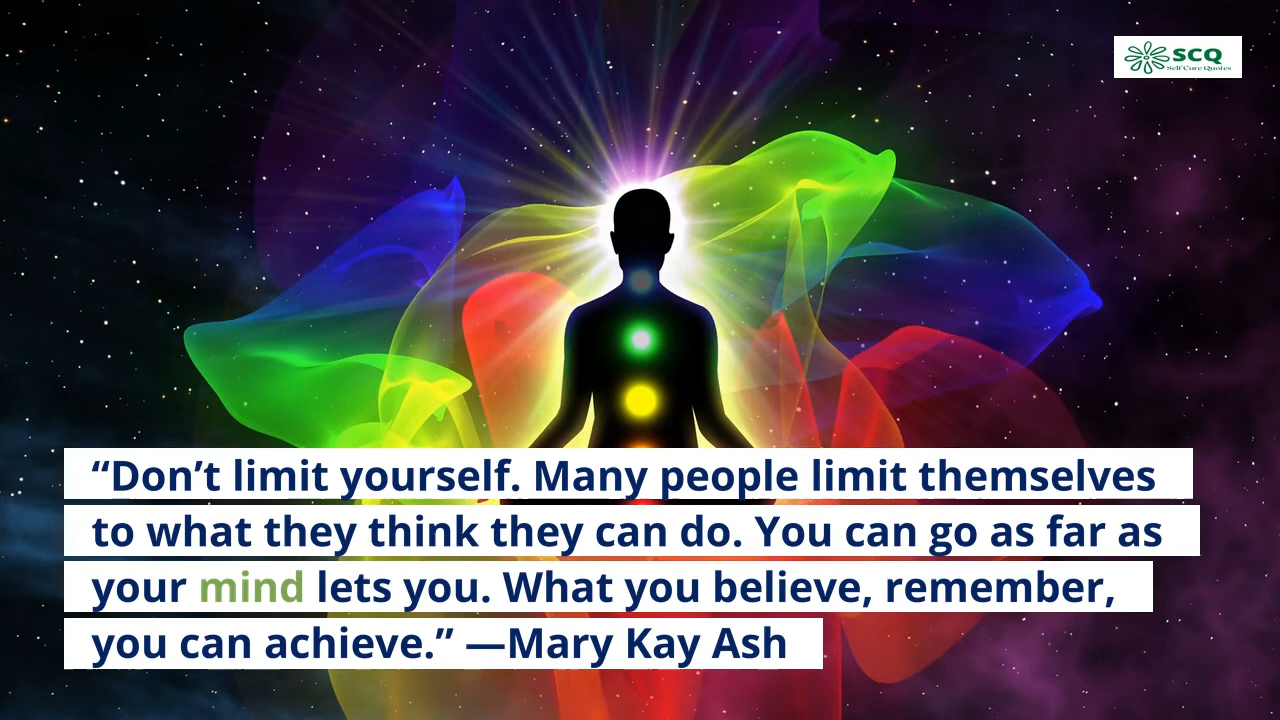 SCQ
Self Care Quotes
“Don’t limit yourself. Many people limit themselves
to what they think they can do. You can go as far as
your mind lets you. What you believe, remember,
you can achieve.” —Mary Kay Ash